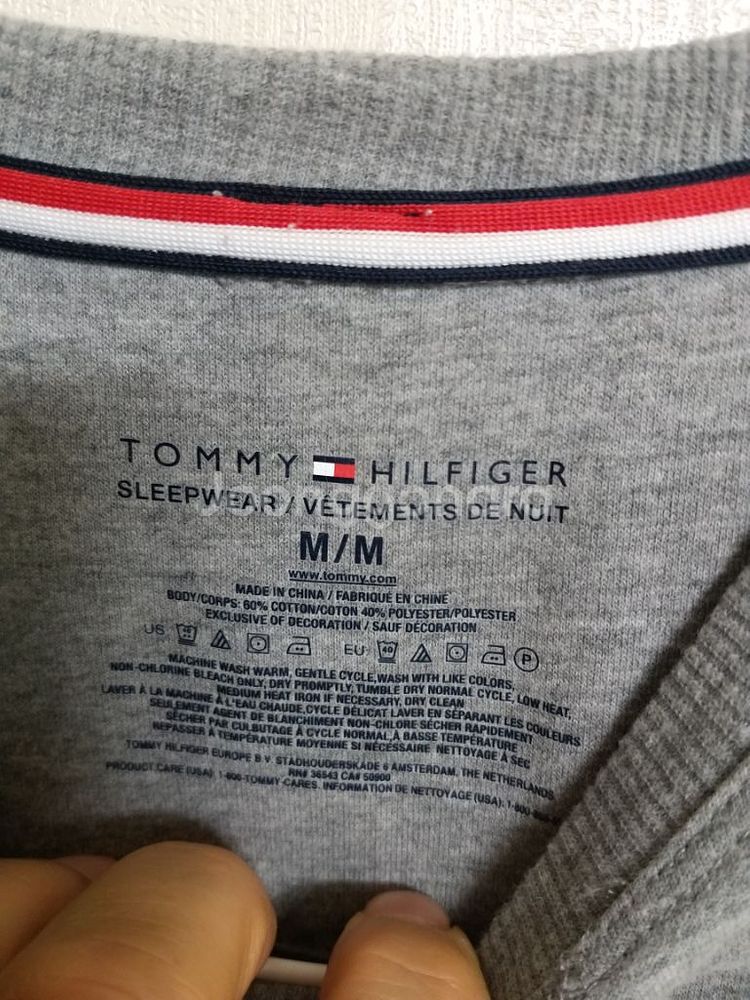 TOMMY HILFIGER
SLEEPWEAR / VÊTEMENTS DE NUIT
M/M
www.tommy.com
MADE IN CHINA / FABRIQUÉ EN CHINE
BODY/CORPS: 60% COTTON/COTON 40% POLYESTER/POLYESTER
EXCLUSIVE OF DECORATION / SAUF DÉCORATION
US 40 EU 40 P
MACHINE WASH WARM, GENTLE CYCLE,WASH WITH LIKE COLORS,
NON-CHLORINE BLEACH ONLY, DRY PROMPTLY, TUMBLE DRY NORMAL CYCLE, LOW HEAT,
MEDIUM HEAT IRON IF NECESSARY, DRY CLEAN
LAVER À LA MACHINE À L'EAU CHAUDE,CYCLE DÉLICAT LAVER EN SÉPARANT LES COULEURS
SEULEMENT AGENT DE BLANCHIMENT NON-CHLORE SÉCHER RAPIDEMENT
SÉCHER PAR CULBUTAGE À CYCLE NORMAL,À BASSE TEMPÉRATURE
REPASSER À TEMPÉRATURE MOYENNE SI NÉCESSAIRE NETTOYAGE À SEC
TOMMY HILFIGER EUROPE B.V. STADHOUDERSKADE 6 AMSTERDAM, THE NETHERLANDS
RN# 36543 CA# 50900
PRODUCT CARE (USA): 1-800-TOMMY-CARES. INFORMATION DE NETTOYAGE (USA):